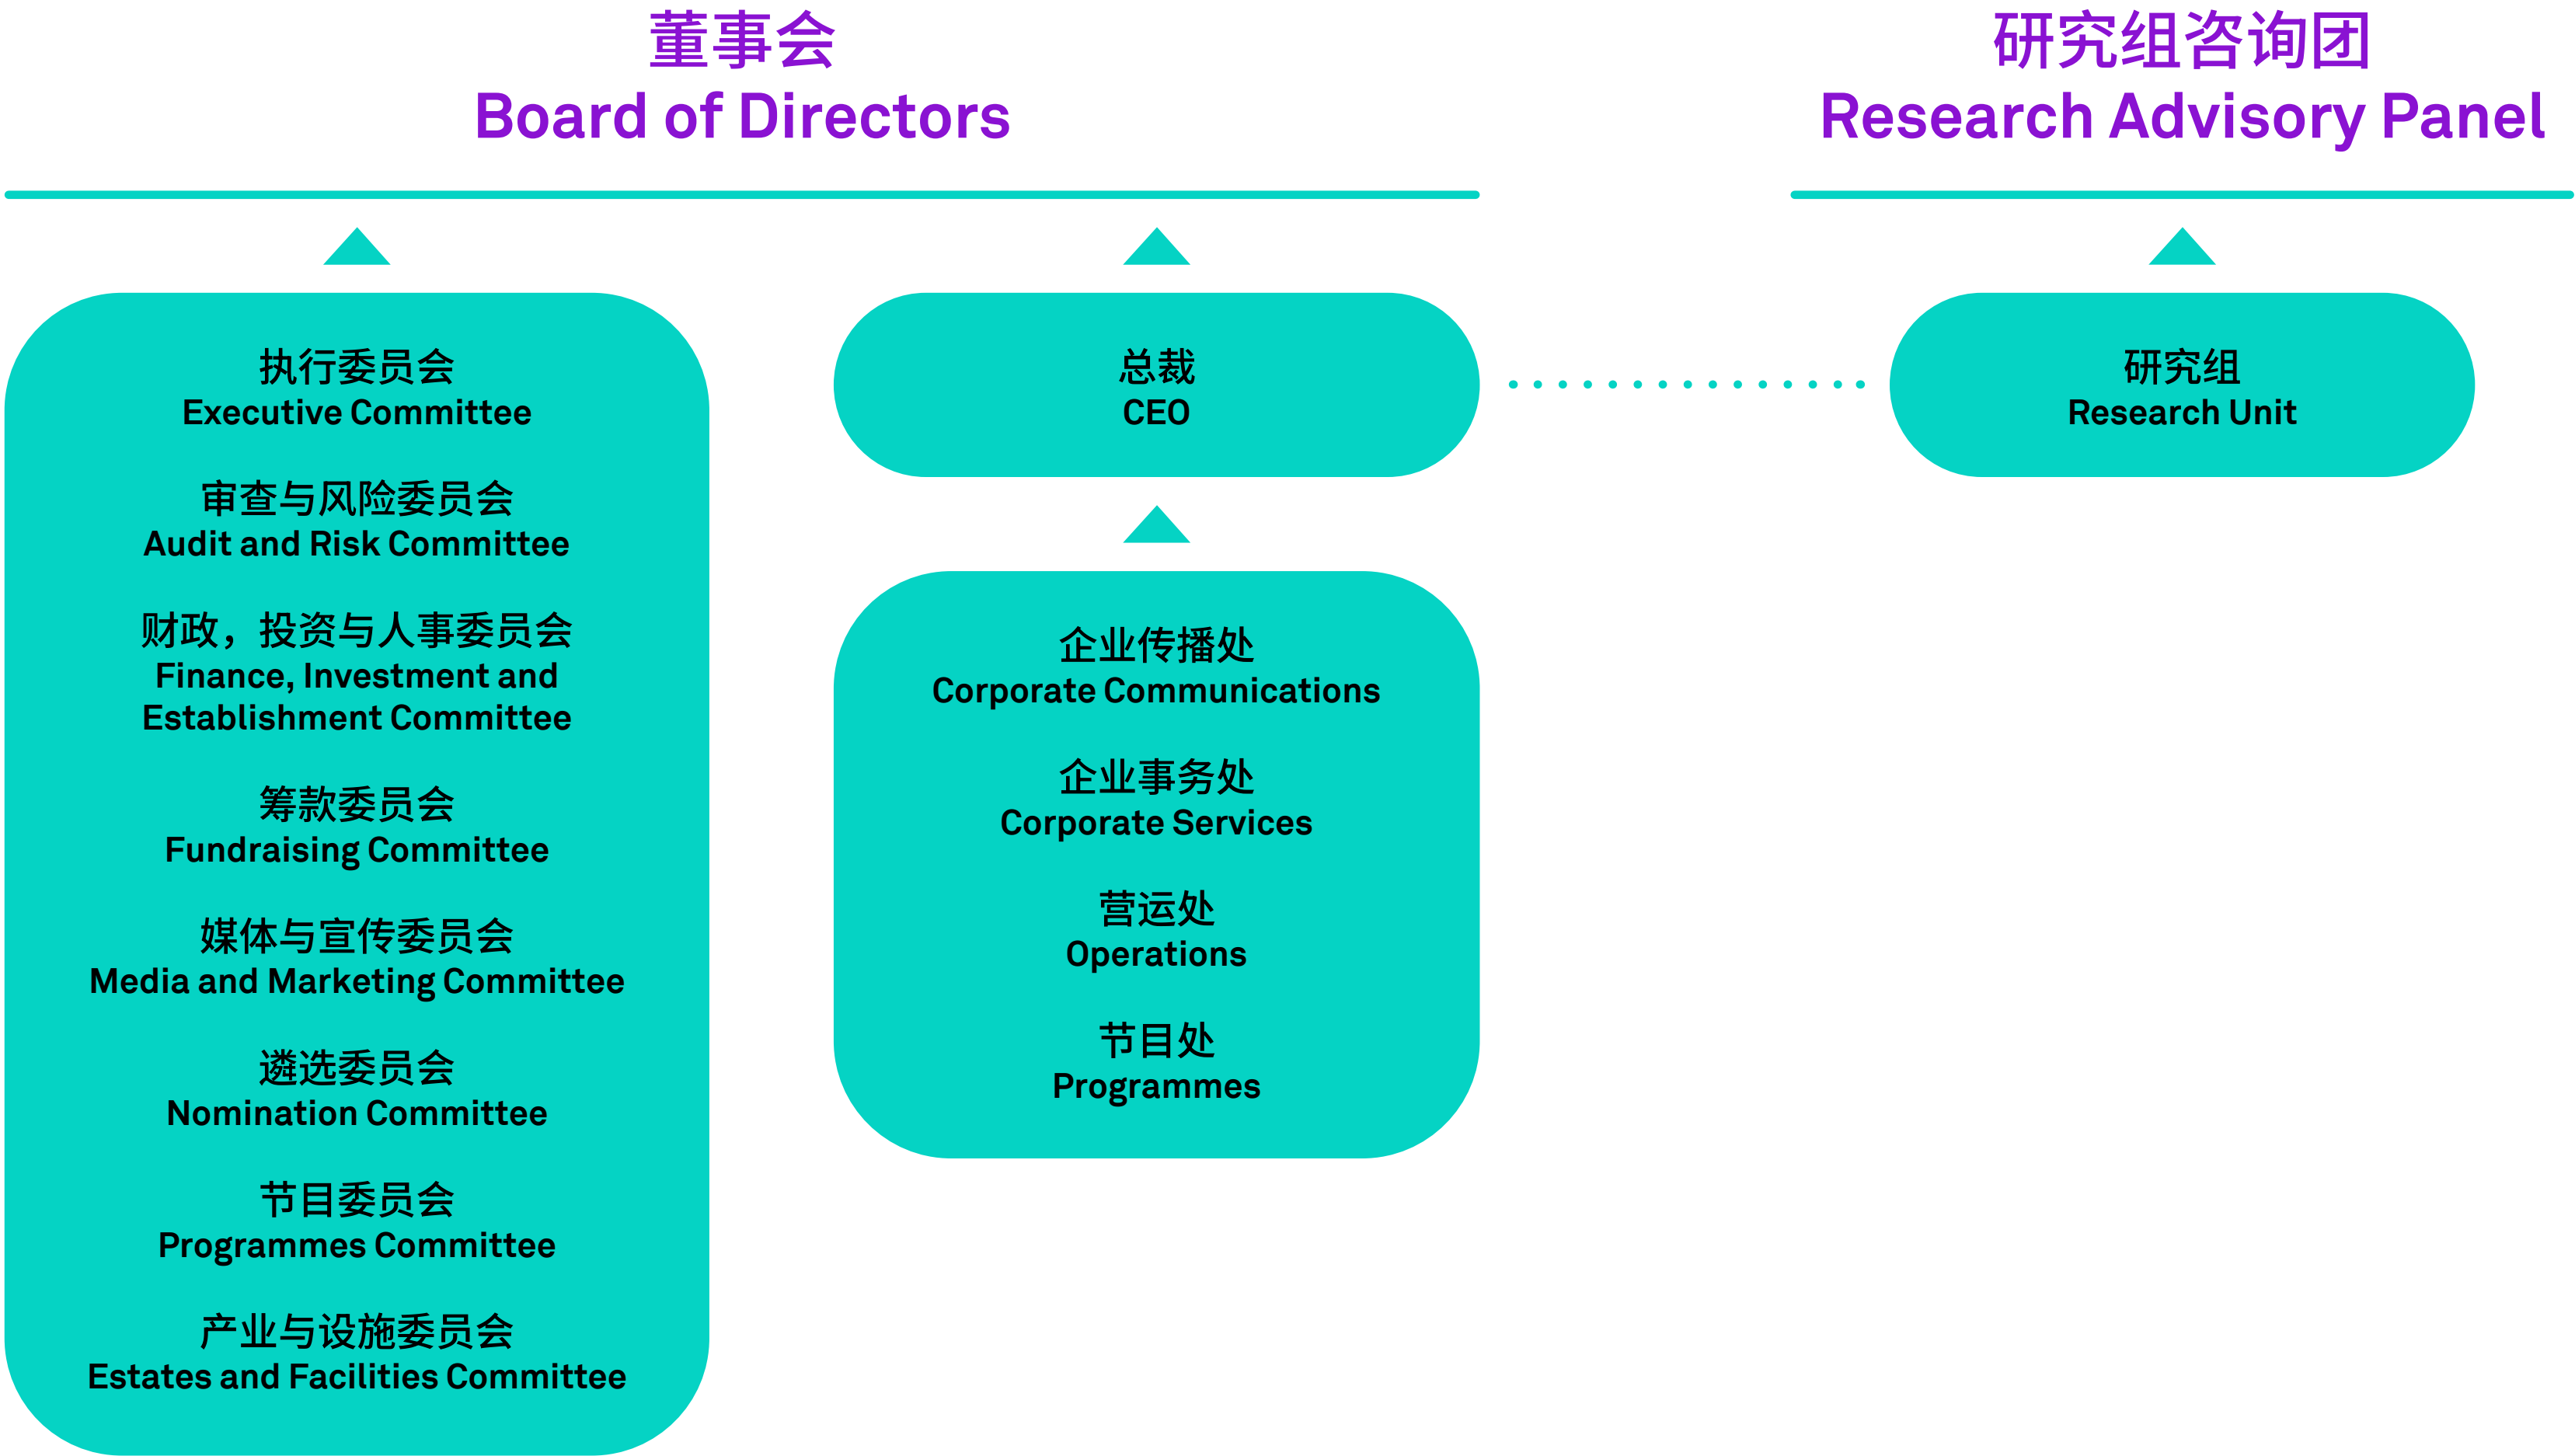 董事会
Board of Directors
研究组咨询团
Research Advisory Panel
执行委员会
Executive Committee
审查与风险委员会
Audit and Risk Committee
财政，投资与人事委员会
Finance, Investment and
Establishment Committee
筹款委员会
Fundraising Committee
媒体与宣传委员会
Media and Marketing Committee
遴选委员会
Nomination Committee
节目委员会
Programmes Committee
产业与设施委员会
Estates and Facilities Committee
总裁
CEO
企业传播处
Corporate Communications
企业事务处
Corporate Services
营运处
Operations
节目处
Programmes
研究组
Research Unit